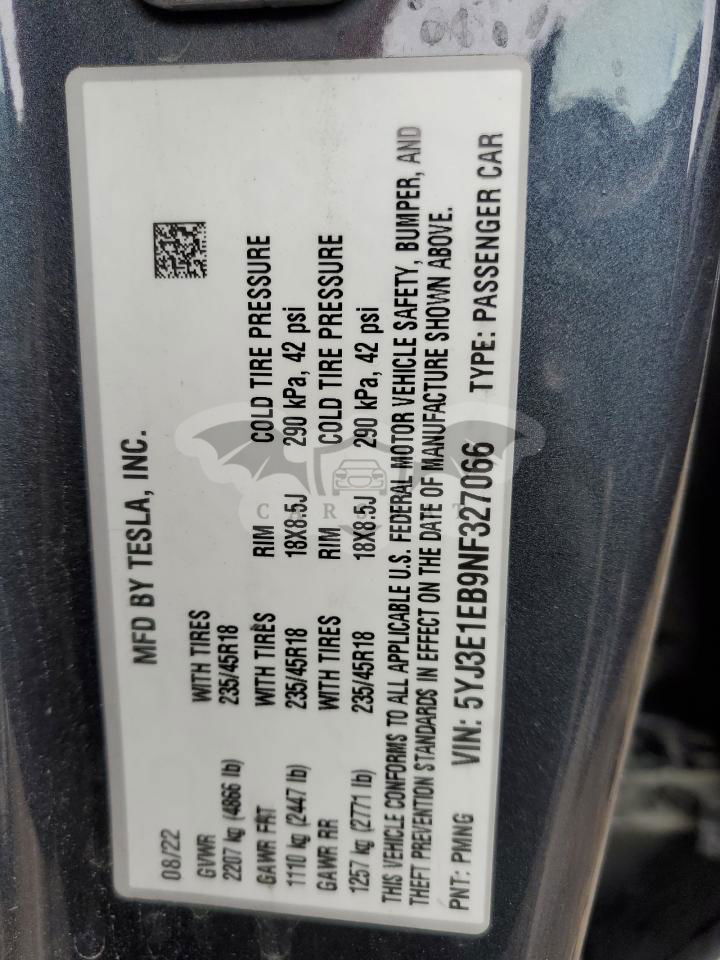 MFD BY TESLA, INC.
08/22
GVWR WITH TIRES
2207 kg (4866 lb) 235/45R18
GAWR FRT WITH TIRES RIM COLD TIRE PRESSURE
1110 kg (2447 lb) 235/45R18 18X8.5J 290 kPa, 42 psi
GAWR RR WITH TIRES RIM COLD TIRE PRESSURE
1257 kg (2771 lb) 235/45R18 18X8.5J 290 kPa, 42 psi
THIS VEHICLE CONFORMS TO ALL APPLICABLE U.S. FEDERAL MOTOR VEHICLE SAFETY, BUMPER, AND
THEFT PREVENTION STANDARDS IN EFFECT ON THE DATE OF MANUFACTURE SHOWN ABOVE.
PNT: PMNG VIN: 5YJ3E1EB9NF327066 TYPE: PASSENGER CAR